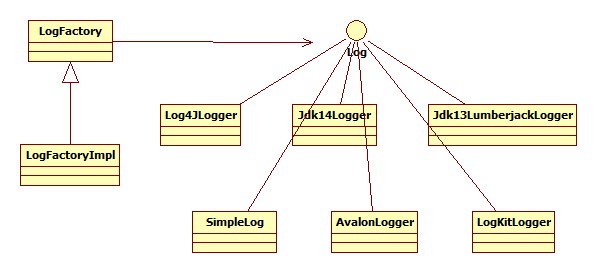 LogFactory
Log
Log4JLogger
Jdk14Logger
Jdk13LumberjackLogger
LogFactoryImpl
SimpleLog
AvalonLogger
LogKitLogger